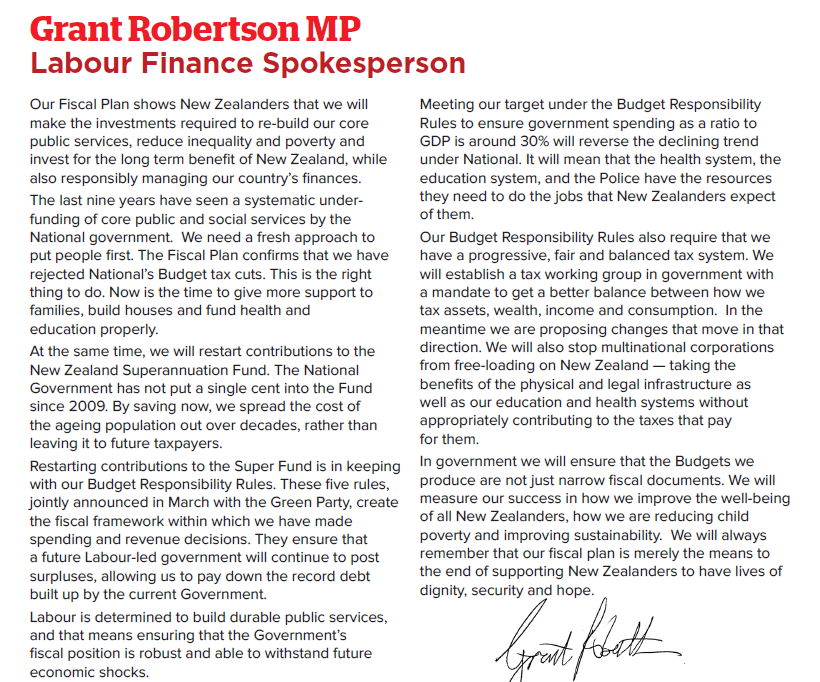 Grant Robertson MP
Labour Finance Spokesperson
Our Fiscal Plan shows New Zealanders that we will
make the investments required to re-build our core
public services, reduce inequality and poverty and
invest for the long term benefit of New Zealand, while
also responsibly managing our country's finances.
The last nine years have seen a systematic under-
funding of core public and social services by the
National government.  We need a fresh approach to
put people first. The Fiscal Plan confirms that we have
rejected National's Budget tax cuts. This is the right
thing to do. Now is the time to give more support to
families, build houses and fund health and
education properly.
At the same time, we will restart contributions to the
New Zealand Superannuation Fund. The National
Government has not put a single cent into the Fund
since 2009. By saving now, we spread the cost of
the ageing population out over decades, rather than
leaving it to future taxpayers.
Restarting contributions to the Super Fund is in keeping
with our Budget Responsibility Rules. These five rules,
jointly announced in March with the Green Party, create
the fiscal framework within which we have made
spending and revenue decisions. They ensure that
a future Labour-led government will continue to post
surpluses, allowing us to pay down the record debt
built up by the current Government.
Labour is determined to build durable public services,
and that means ensuring that the Government's
fiscal position is robust and able to withstand future
economic shocks.
Meeting our target under the Budget Responsibility
Rules to ensure government spending as a ratio to
GDP is around 30% will reverse the declining trend
under National. It will mean that the health system, the
education system, and the Police have the resources
they need to do the jobs that New Zealanders expect
of them.
Our Budget Responsibility Rules also require that we
have a progressive, fair and balanced tax system. We
will establish a tax working group in government with
a mandate to get a better balance between how we
tax assets, wealth, income and consumption.  In the
meantime we are proposing changes that move in that
direction. We will also stop multinational corporations
from free-loading on New Zealand — taking the
benefits of the physical and legal infrastructure as
well as our education and health systems without
appropriately contributing to the taxes that pay
for them.
In government we will ensure that the Budgets we
produce are not just narrow fiscal documents. We will
measure our success in how we improve the well-being
of all New Zealanders, how we are reducing child
poverty and improving sustainability.  We will always
remember that our fiscal plan is merely the means to
the end of supporting New Zealanders to have lives of
dignity, security and hope.
Grant Robertson